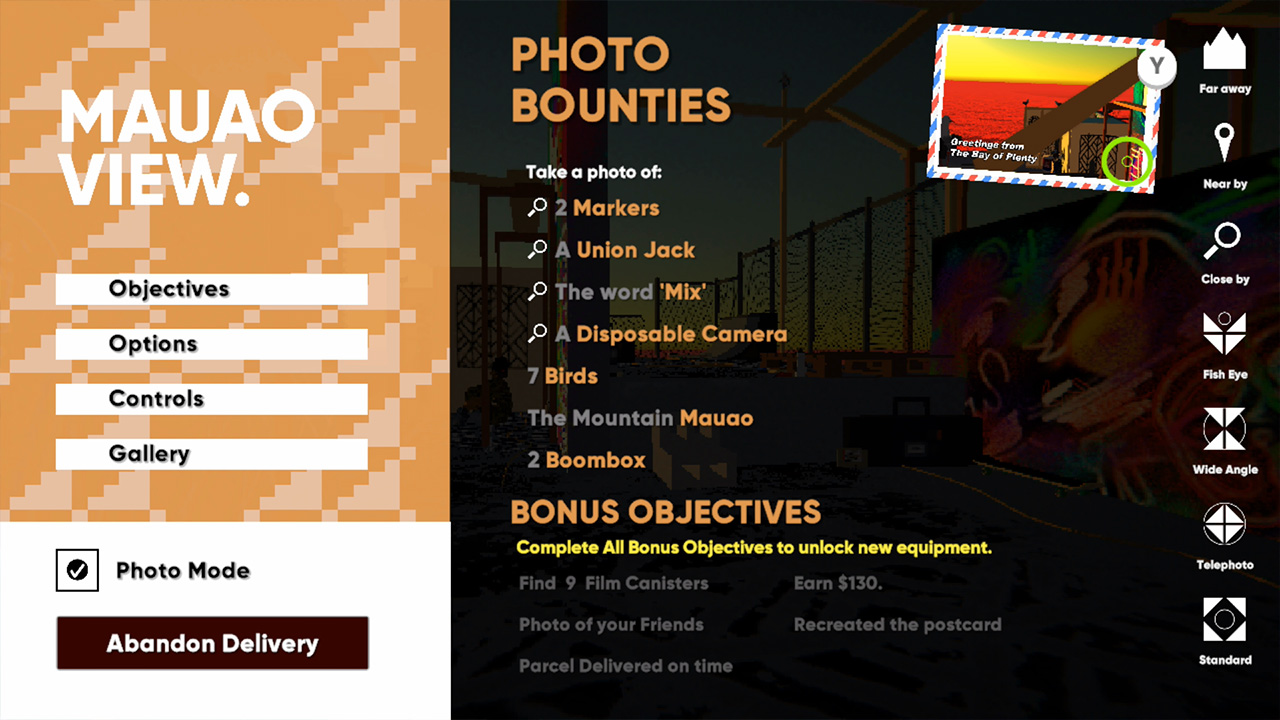 MAUAO
VIEW.
Objectives
Options
Controls
Gallery
Photo Mode
Abandon Delivery
PHOTO
BOUNTIES
Take a photo of:
2 Markers
A Union Jack
The word 'Mix'
A Disposable Camera
7 Birds
The Mountain Mauao
2 Boombox
BONUS OBJECTIVES
Complete All Bonus Objectives to unlock new equipment.
Find 9 Film Canisters
Earn $130.
Photo of your Friends
Recreated the postcard
Parcel Delivered on time
Greetings from
The Bay of Plenty
Y
Far away
Near by
Close by
Fish Eye
Wide Angle
Telephoto
Standard